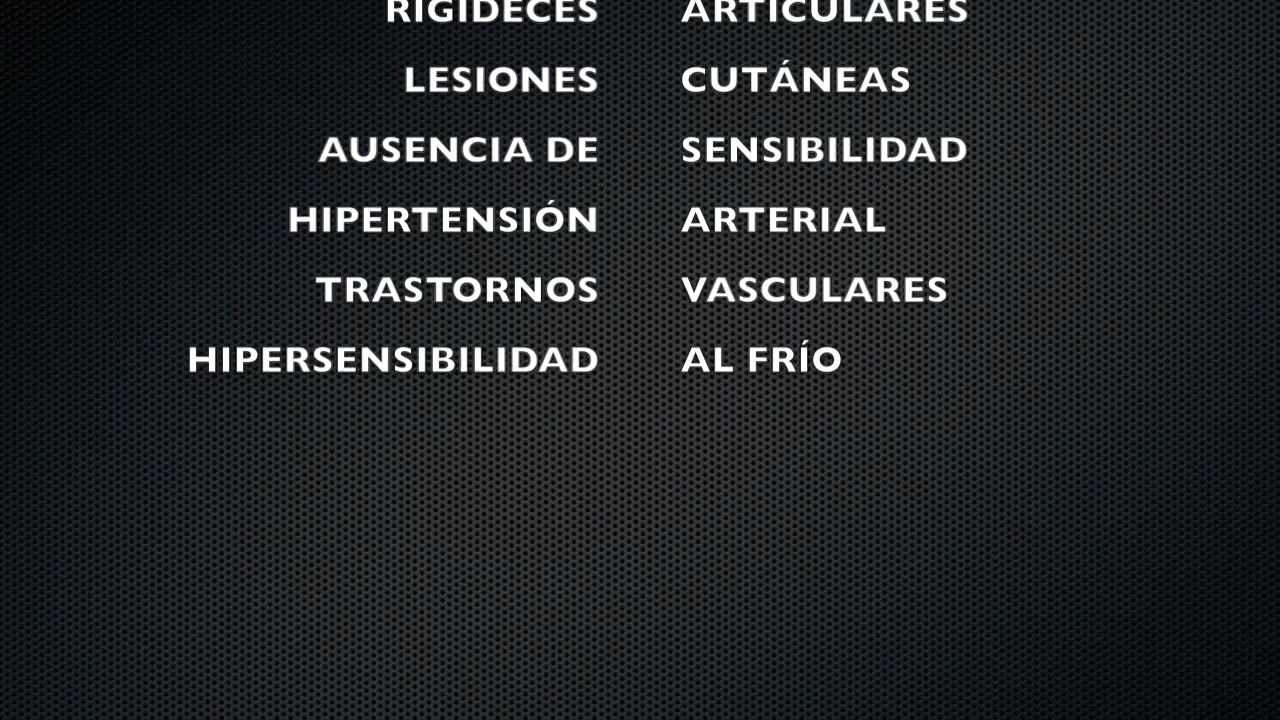 RIGIDECES ARTICULARES
LESIONES CUTÁNEAS
AUSENCIA DE SENSIBILIDAD
HIPERTENSIÓN ARTERIAL
TRASTORNOS VASCULARES
HIPERSENSIBILIDAD AL FRÍO